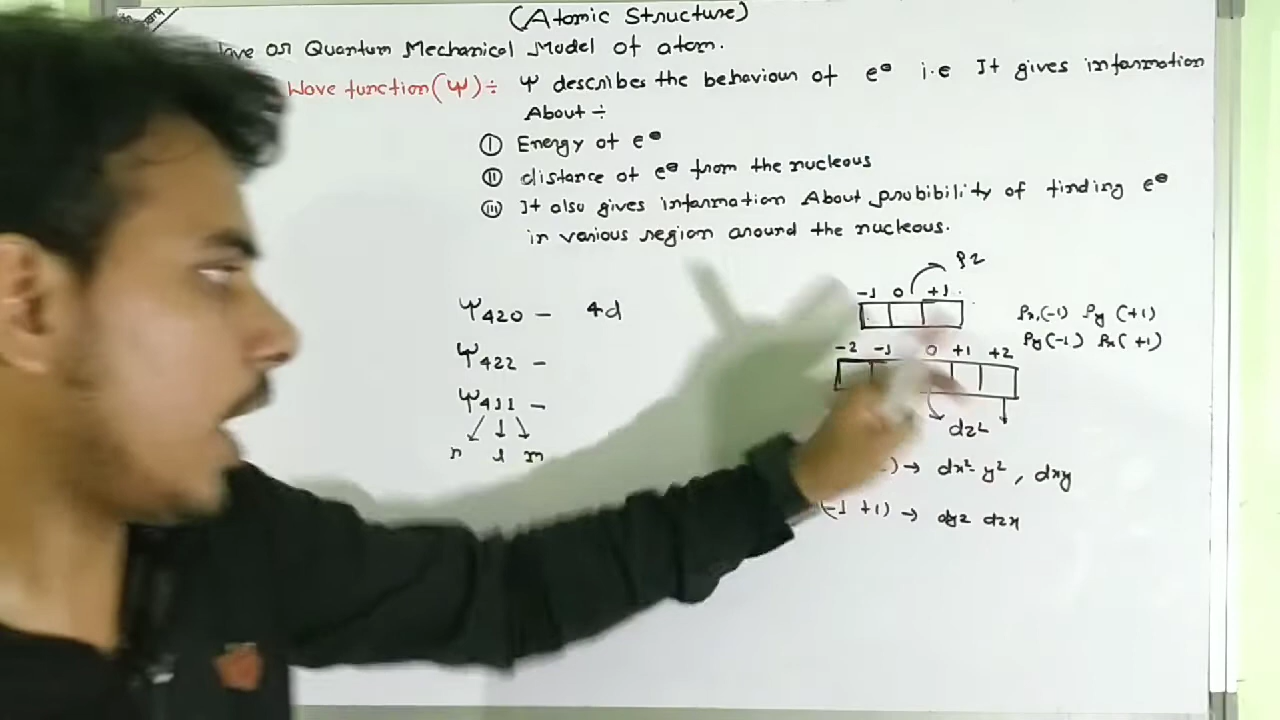 (Atomic Structure)
on Quantum Mechanical Model of atom.
Wave function(Ψ)÷ Ψ describes the behaviour of e⊖ i.e It gives information
About ÷
I Energy of e⊖
II distance of e⊖ from the nucleous
III It also gives information About probibility of finding e⊖
in various region around the nucleous.
Pz
-1 0 +1
Ψ420 – 4d
Px(-1) Py (+1)
Py(-1) Px(+1)
Ψ422 –
-2 -1 0 +1 +2
Ψ411 –
dz²
n l m
)→ dx²-y², dxy
(-1 +1) → dyz dzx